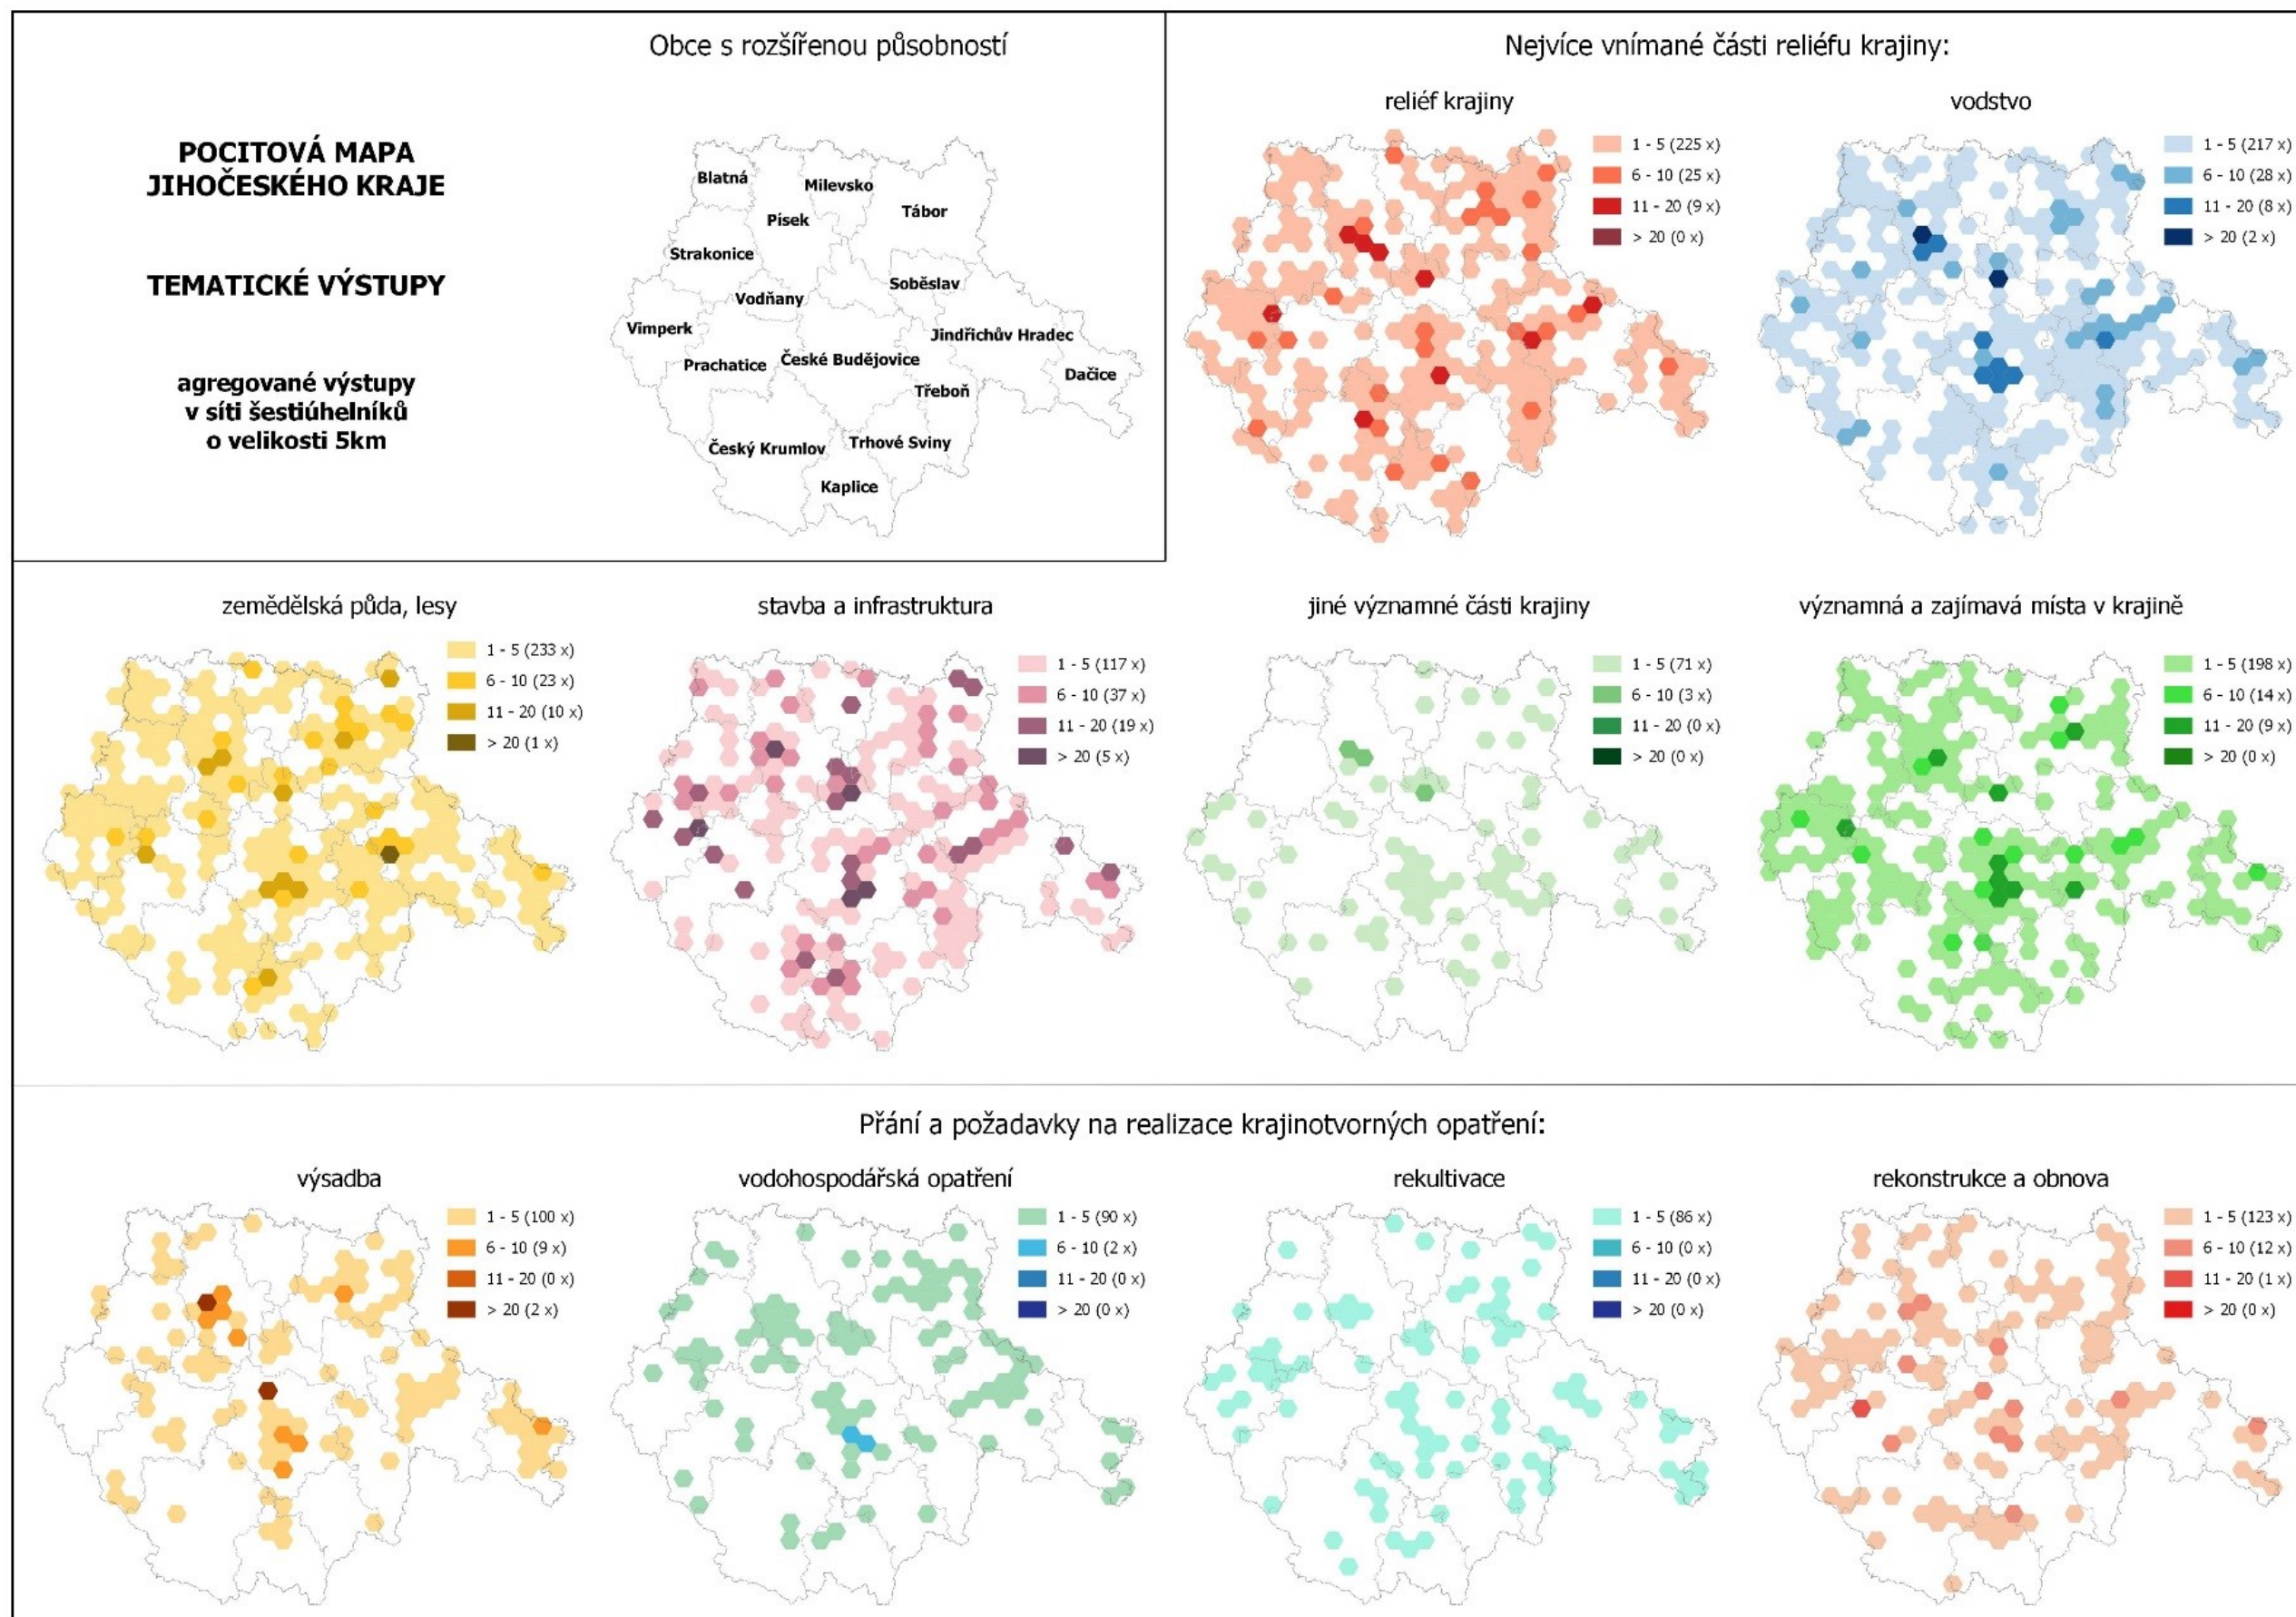 POCITOVÁ MAPA
JIHOČESKÉHO KRAJE
TEMATICKÉ VÝSTUPY
agregované výstupy
v síti šestiúhelníků
o velikosti 5km
Obce s rozšířenou působností
Blatná
Milevsko
Tábor
Písek
Strakonice
Soběslav
Vodňany
Vimperk
Jindřichův Hradec
Prachatice
České Budějovice
Dačice
Třeboň
Český Krumlov
Trhové Sviny
Kaplice
Nejvíce vnímané části reliéfu krajiny:
reliéf krajiny
1 - 5 (225 x)
6 - 10 (25 x)
11 - 20 (9 x)
> 20 (0 x)
vodstvo
1 - 5 (217 x)
6 - 10 (28 x)
11 - 20 (8 x)
> 20 (2 x)
zemědělská půda, lesy
1 - 5 (233 x)
6 - 10 (23 x)
11 - 20 (10 x)
> 20 (1 x)
stavba a infrastruktura
1 - 5 (117 x)
6 - 10 (37 x)
11 - 20 (19 x)
> 20 (5 x)
jiné významné části krajiny
1 - 5 (71 x)
6 - 10 (3 x)
11 - 20 (0 x)
> 20 (0 x)
významná a zajímavá místa v krajině
1 - 5 (198 x)
6 - 10 (14 x)
11 - 20 (9 x)
> 20 (0 x)
Přání a požadavky na realizace krajinotvorných opatření:
výsadba
1 - 5 (100 x)
6 - 10 (9 x)
11 - 20 (0 x)
> 20 (2 x)
vodohospodářská opatření
1 - 5 (90 x)
6 - 10 (2 x)
11 - 20 (0 x)
> 20 (0 x)
rekultivace
1 - 5 (86 x)
6 - 10 (0 x)
11 - 20 (0 x)
> 20 (0 x)
rekonstrukce a obnova
1 - 5 (123 x)
6 - 10 (12 x)
11 - 20 (1 x)
> 20 (0 x)